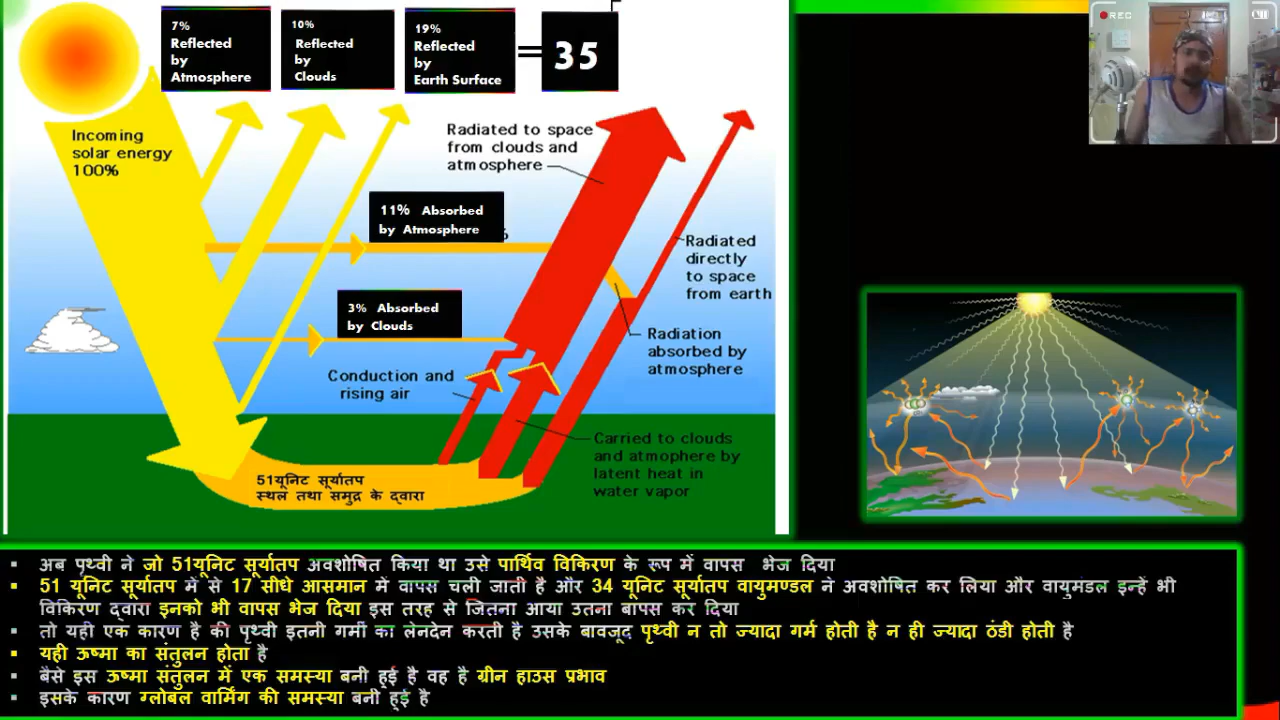 7%
Reflected
by
Atmosphere
10%
Reflected
by
Clouds
19%
Reflected
by
Earth Surface
=
35
REC
Incoming
solar energy
100%
Radiated to space
from clouds and
atmosphere
11% Absorbed
by Atmosphere
%
Radiated
directly
to space
from earth
3% Absorbed
by Clouds
Radiation
absorbed by
atmosphere
Conduction and
rising air
Carried to clouds
and atmophere by
latent heat in
water vapor
51यूनिट सूर्यातप
स्थल तथा समुद्र के द्वारा
▪ अब पृथ्वी ने जो 51यूनिट सूर्यातप अवशोषित किया था उसे पार्थिव विकिरण के रूप में वापस भेज दिया
▪ 51 यूनिट सूर्यातप में से 17 सीधे आसमान में वापस चली जाती है और 34 यूनिट सूर्यातप वायुमण्डल ने अवशोषित कर लिया और वायुमंडल इन्हें भी
विकिरण द्वारा इनको भी वापस भेज दिया इस तरह से जितना आया उतना बापस कर दिया
▪ तो यही एक कारण है की पृथ्वी इतनी गर्मी का लेनदेन करती है उसके बावजूद पृथ्वी न तो ज्यादा गर्म होती है न ही ज्यादा ठंडी होती है
▪ यही ऊष्मा का संतुलन होता है
▪ बैसे इस ऊष्मा संतुलन में एक समस्या बनी हुई है वह है ग्रीन हाउस प्रभाव
▪ इसके कारण ग्लोबल वार्मिंग की समस्या बनी हुई है